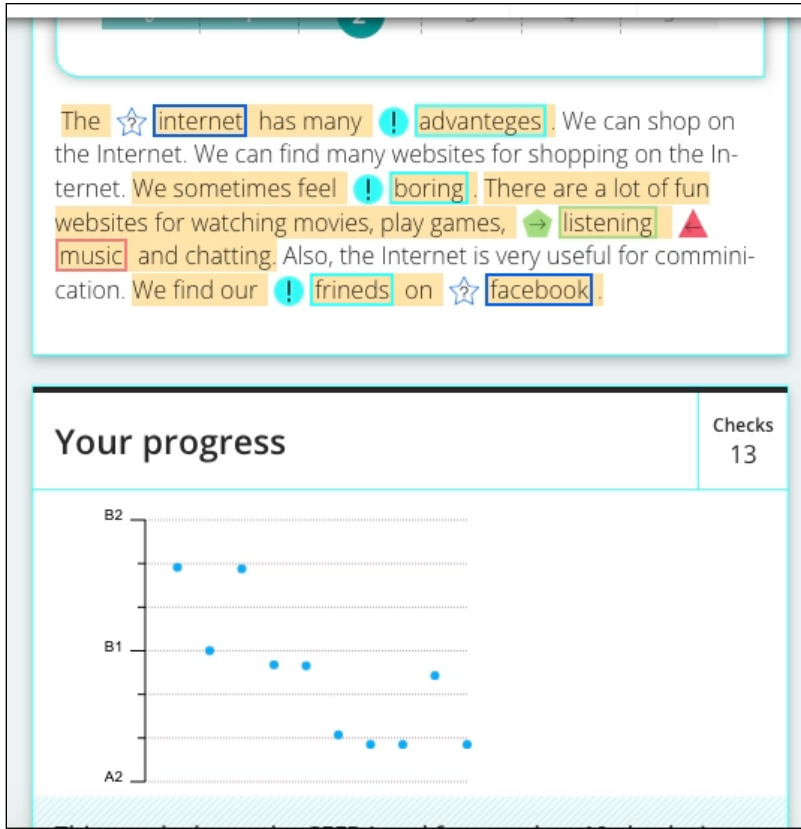 2
The ? internet has many ! advanteges . We can shop on
the Internet. We can find many websites for shopping on the In-
ternet. We sometimes feel ! boring . There are a lot of fun
websites for watching movies, play games, → listening ←
music and chatting. Also, the Internet is very useful for commini-
cation. We find our ! frineds on ? facebook .
Your progress
Checks
13
B2
B1
A2